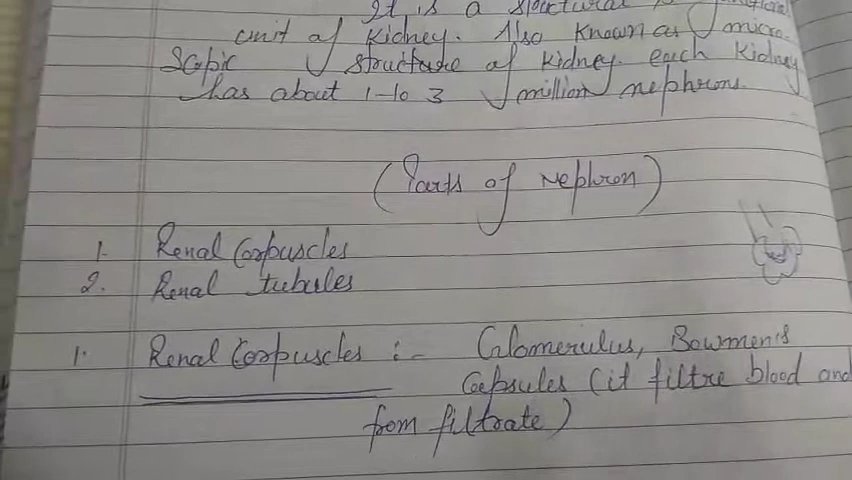 It is a structural
unit of Kidney. Also Known as micro-
Scopic structure of kidney. each Kidney
has about 1-to 3 million nephrons.
(Parts of nephron)
1. Renal Corpuscles
2. Renal tubules
1. Renal Corpuscles :- Glomerulus, Bowmen's
Capsules (it filtre blood and
from filtrate)